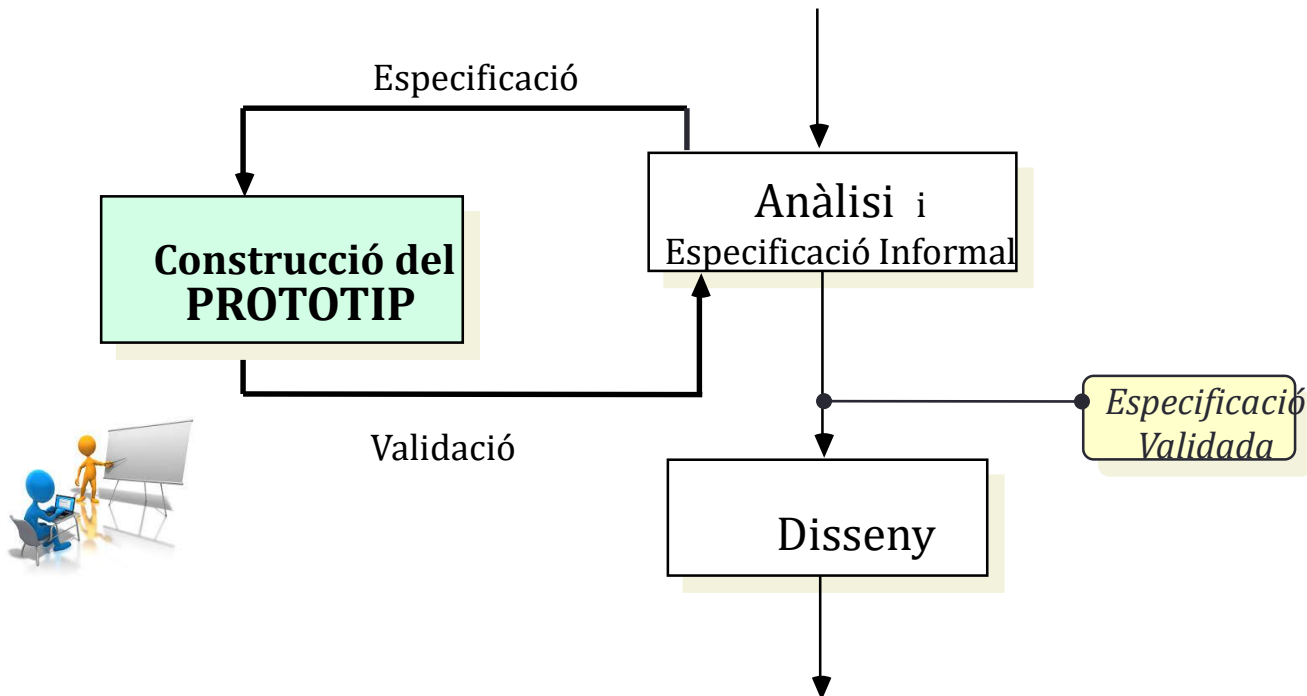 Especificació
Anàlisi i
Especificació Informal
Construcció del
PROTOTIP
Especificació
Validada
Validació
Disseny